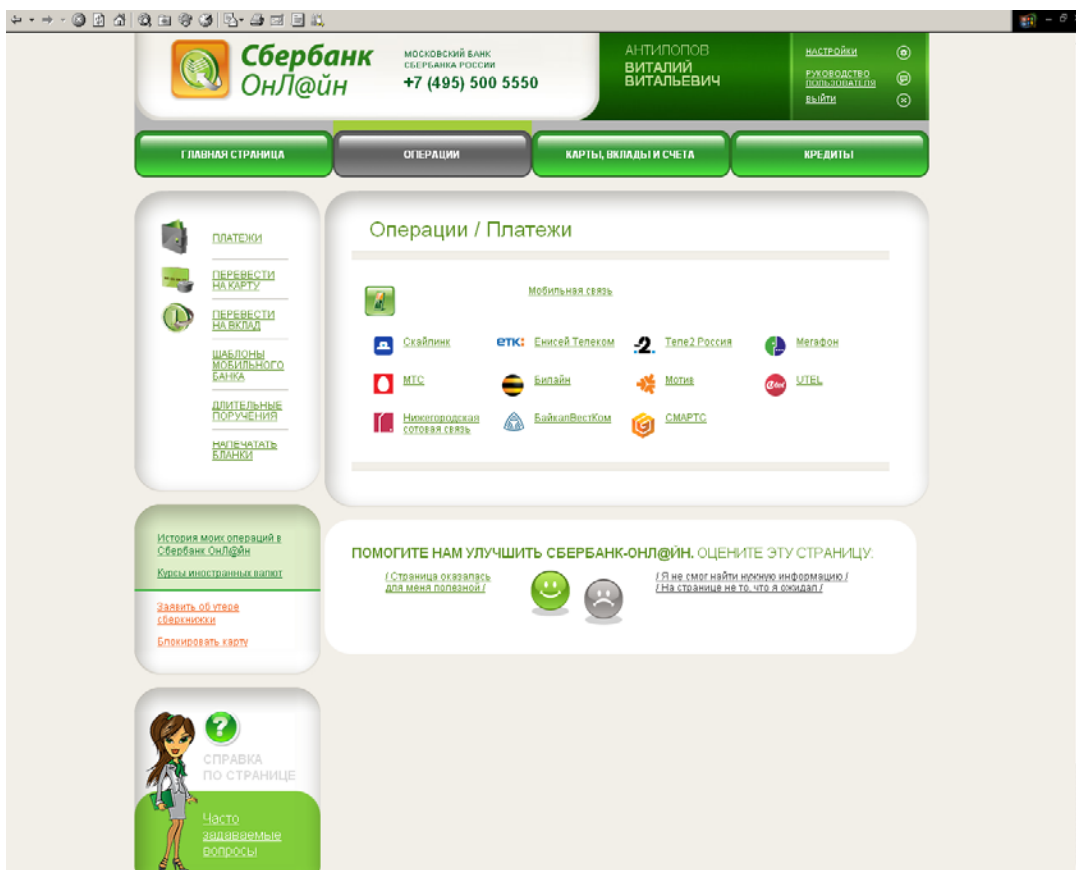 Сбербанк
ОнЛ@йн
МОСКОВСКИЙ БАНК
СБЕРБАНКА РОССИИ
+7 (495) 500 5550
АНТИПОПОВ
ВИТАЛИЙ
ВИТАЛЬЕВИЧ
НАСТРОЙКИ
РУКОВОДСТВО
ПОЛЬЗОВАТЕЛЯ
ВЫЙТИ
ГЛАВНАЯ СТРАНИЦА
ОПЕРАЦИИ
КАРТЫ, ВКЛАДЫ И СЧЕТА
КРЕДИТЫ
ПЛАТЕЖИ
ПЕРЕВЕСТИ
НА КАРТУ
ПЕРЕВЕСТИ
НА ВКЛАД
ШАБЛОНЫ
МОБИЛЬНОГО
БАНКА
ДЛИТЕЛЬНЫЕ
ПОРУЧЕНИЯ
НАПЕЧАТАТЬ
БЛАНКИ
Операции / Платежи
Мобильная связь
Скайлинк
етк:
Енисей Телеком
.2.
Теле2 Россия
Мегафон
МТС
Билайн
Мотив
UTEL
Нижегородская
сотовая связь
БайкалВестКом
СМАРТС
История моих операций в
Сбербанк ОнЛ@йн
Курсы иностранных валют
Заявить об утере
сберкнижки
Блокировать карту
ПОМОГИТЕ НАМ УЛУЧШИТЬ СБЕРБАНК-ОНЛ@ЙН. ОЦЕНИТЕ ЭТУ СТРАНИЦУ.
/ Страница оказалась
для меня полезной /
/ Я не смог найти нужную информацию /
/ На странице не то, что я ожидал /
?
СПРАВКА
ПО СТРАНИЦЕ
Часто
задаваемые
вопросы